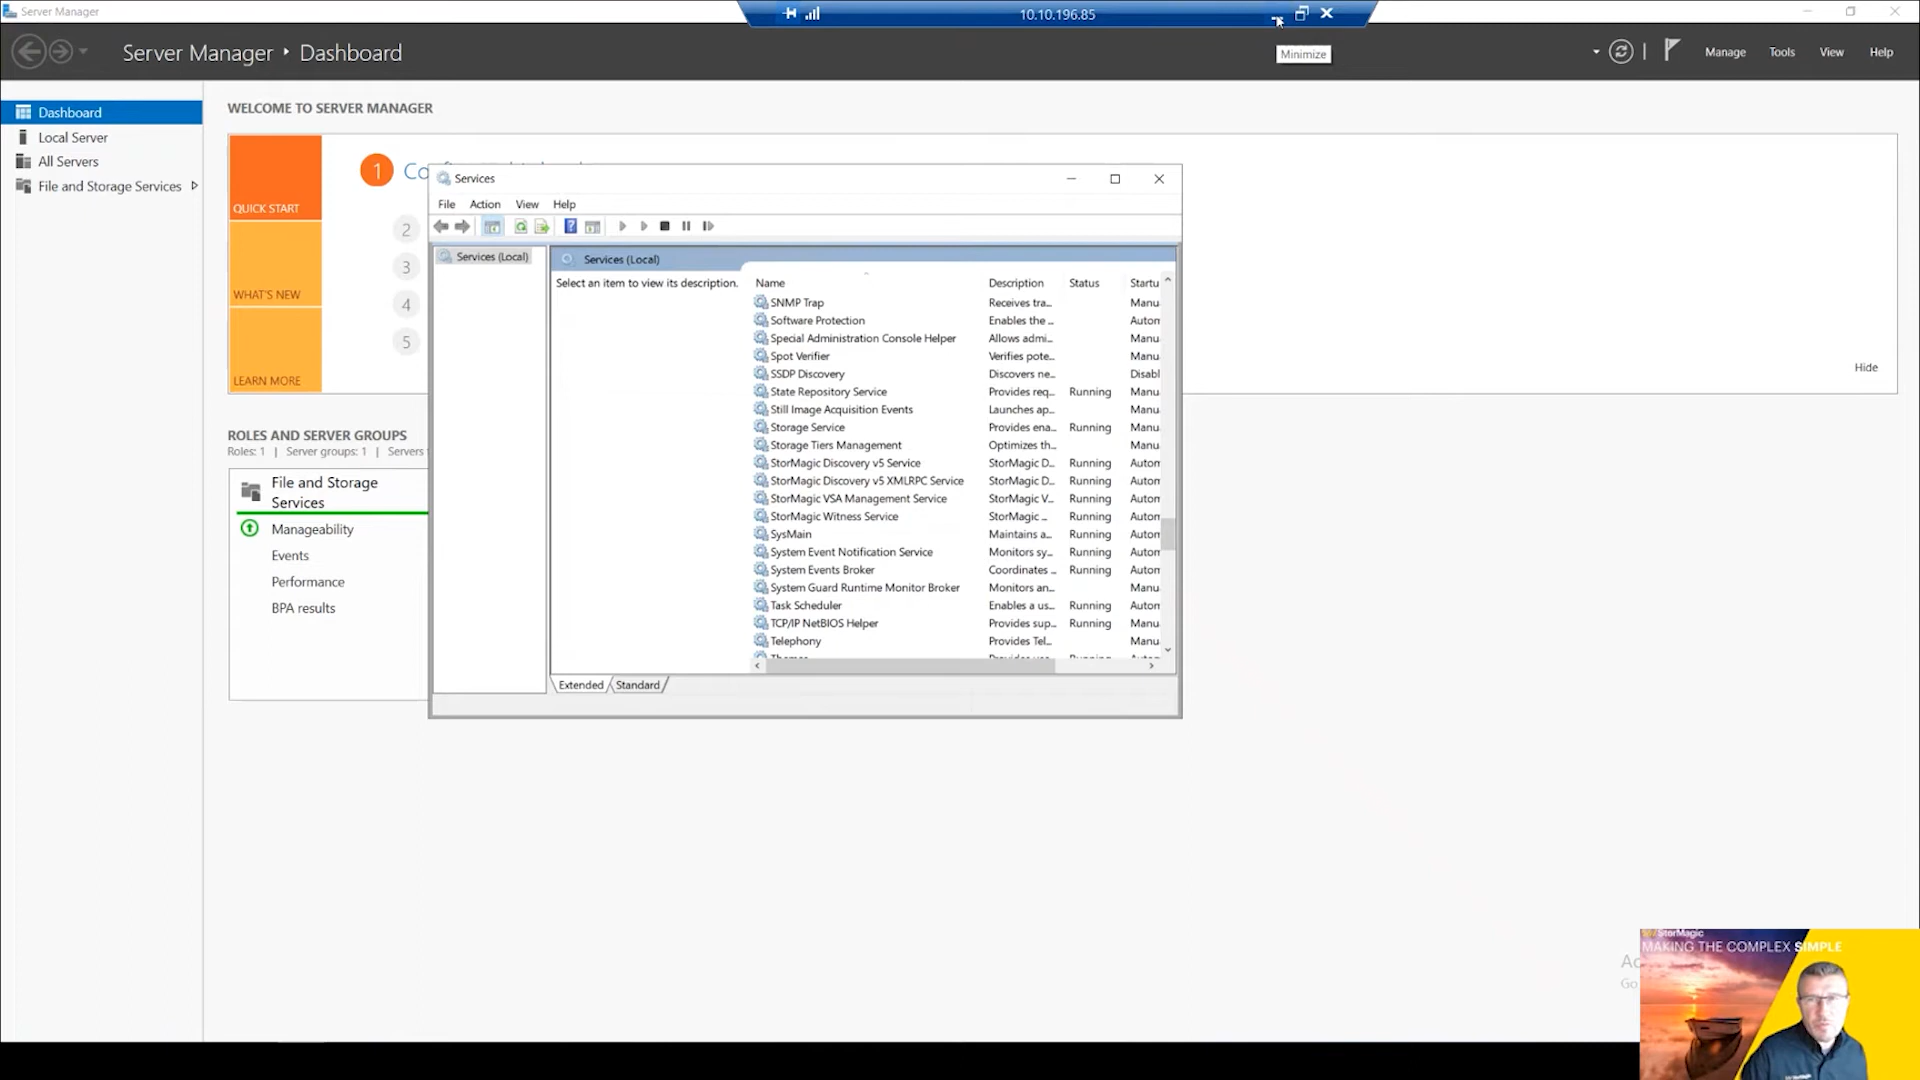 Server Manager
10.10.196.85
Minimize
Server Manager
Dashboard
Manage
Tools
View
Help
Dashboard
Local Server
All Servers
File and Storage Services
WELCOME TO SERVER MANAGER
QUICK START
WHAT'S NEW
LEARN MORE
1
2
3
4
5
Hide
ROLES AND SERVER GROUPS
Roles: 1 | Server groups: 1 | Servers
File and Storage
Services
Manageability
Events
Performance
BPA results
Services
File Action View Help
Services (Local)
Services (Local)
Select an item to view its description.
Name Description Status Startu
SNMP Trap Receives tra... Manu
Software Protection Enables the ... Autom
Special Administration Console Helper Allows admi... Manu
Spot Verifier Verifies pote... Manu
SSDP Discovery Discovers ne... Disabl
State Repository Service Provides req... Running Manu
Still Image Acquisition Events Launches ap... Manu
Storage Service Provides ena... Running Manu
Storage Tiers Management Optimizes th... Manu
StorMagic Discovery v5 Service StorMagic D... Running Autom
StorMagic Discovery v5 XMLRPC Service StorMagic D... Running Autom
StorMagic VSA Management Service StorMagic V... Running Autom
StorMagic Witness Service StorMagic ... Running Autom
SysMain Maintains a... Running Autom
System Event Notification Service Monitors sy... Running Autom
System Events Broker Coordinates ... Running Autom
System Guard Runtime Monitor Broker Monitors an... Manu
Task Scheduler Enables a us... Running Autom
TCP/IP NetBIOS Helper Provides sup... Running Manu
Telephony Provides Tel... Manu
Extended Standard
StorMagic
MAKING THE COMPLEX SIMPLE